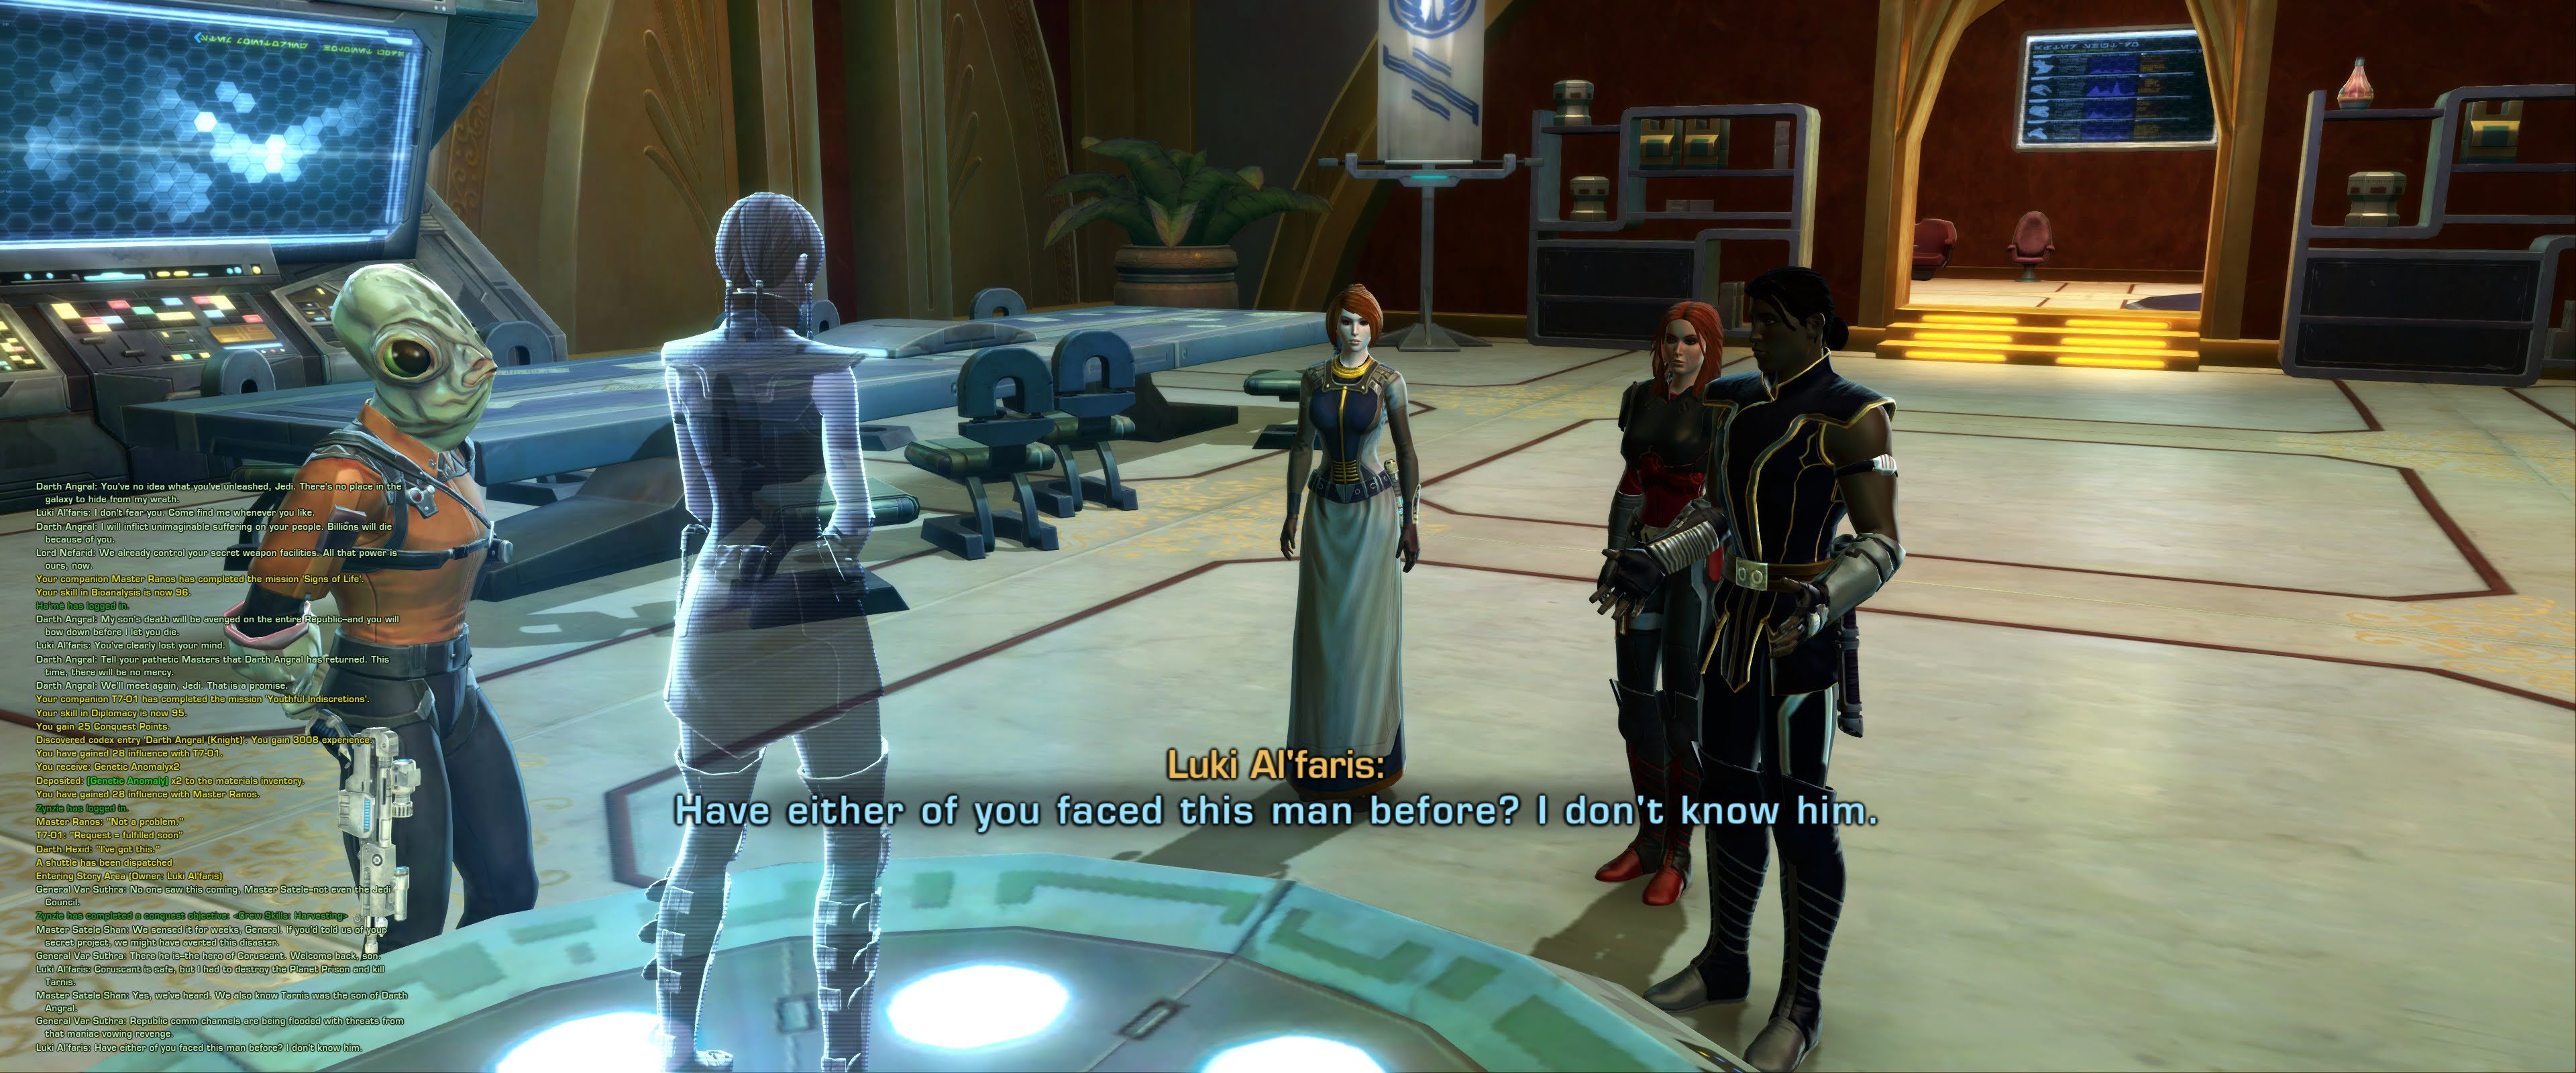 Darth Angral: You've no idea what you've unleashed, Jedi. There's no place in the
galaxy to hide from my wrath.
Luki Al'faris: I don't fear you. Come find me whenever you like.
Darth Angral: I will inflict unimaginable suffering on your people. Billions will die
because of you.
Lord Nefarid: We already control your secret weapon facilities. All that power is
ours, now.
Your companion Master Ranos has completed the mission 'Signs of Life'.
Your skill in Bioanalysis is now 96.
has logged in.
Darth Angral: My son's death will be avenged on the entire Republic–and you will
bow down before I let you die.
Luki Al'faris: You've clearly lost your mind.
Darth Angral: Tell your pathetic Masters that Darth Angral has returned. This
time, there will be no mercy.
Darth Angral: We'll meet again, Jedi. That is a promise.
Your companion T7-01 has completed the mission 'Youthful Indiscretions'.
Your skill in Diplomacy is now 95.
You gain 25 Conquest Points.
Discovered codex entry 'Darth Angral (Knight)'. You gain 3008 experience.
You have gained 28 influence with T7-01.
You receive: Genetic Anomalyx2
Deposited: [Genetic Anomaly] x2 to the materials inventory.
You have gained 28 influence with Master Ranos.
Zynzie has logged in.
Master Ranos: "Not a problem."
T7-01: "Request = fulfilled soon"
Darth Hexid: "I've got this."
A shuttle has been dispatched
Entering Story Area (Owner: Luki Al'faris)
General Var Suthra: No one saw this coming, Master Satele–not even the Jedi
Council.
Zynzie has completed a conquest objective: <Crew Skills: Harvesting>
Master Satele Shan: We sensed it for weeks, General. If you'd told us of your
secret project, we might have averted this disaster.
General Var Suthra: There he is–the hero of Coruscant. Welcome back, son.
Luki Al'faris: Coruscant is safe, but I had to destroy the Planet Prison and kill
Tarnis.
Master Satele Shan: Yes, we've heard. We also know Tarnis was the son of Darth
Angral.
General Var Suthra: Republic comm channels are being flooded with threats from
that maniac vowing revenge.
Luki Al'faris: Have either of you faced this man before? I don't know him.
Luki Al'faris:
Have either of you faced this man before? I don't know him.